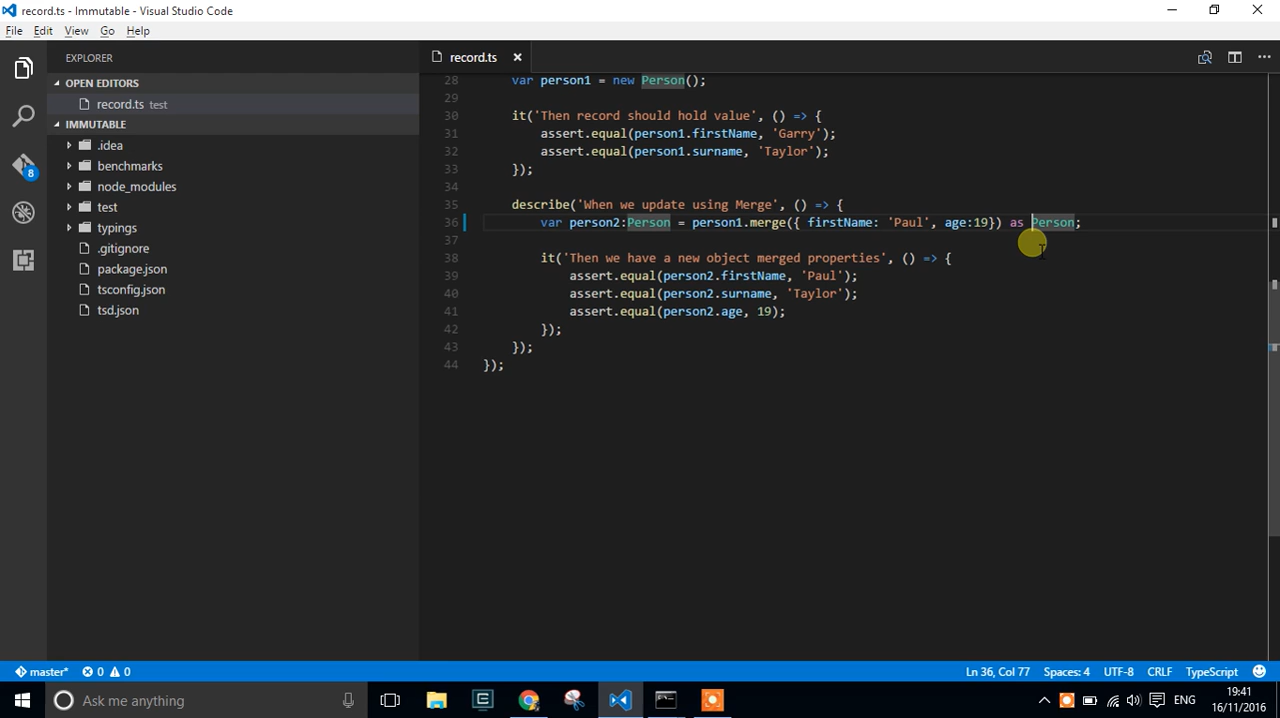 record.ts - Immutable - Visual Studio Code
File Edit View Go Help
EXPLORER
record.ts
OPEN EDITORS
record.ts test
IMMUTABLE
.idea
benchmarks
node_modules
test
typings
.gitignore
package.json
tsconfig.json
tsd.json
28 var person1 = new Person();
29
30 it('Then record should hold value', () => {
31 assert.equal(person1.firstName, 'Garry');
32 assert.equal(person1.surname, 'Taylor');
33 });
34
35 describe('When we update using Merge', () => {
36 var person2:Person = person1.merge({ firstName: 'Paul', age:19}) as Person;
37
38 it('Then we have a new object merged properties', () => {
39 assert.equal(person2.firstName, 'Paul');
40 assert.equal(person2.surname, 'Taylor');
41 assert.equal(person2.age, 19);
42 });
43 });
44 });
8
master* 0 0 Ln 36, Col 77 Spaces: 4 UTF-8 CRLF TypeScript
Ask me anything
ENG
19:41
16/11/2016